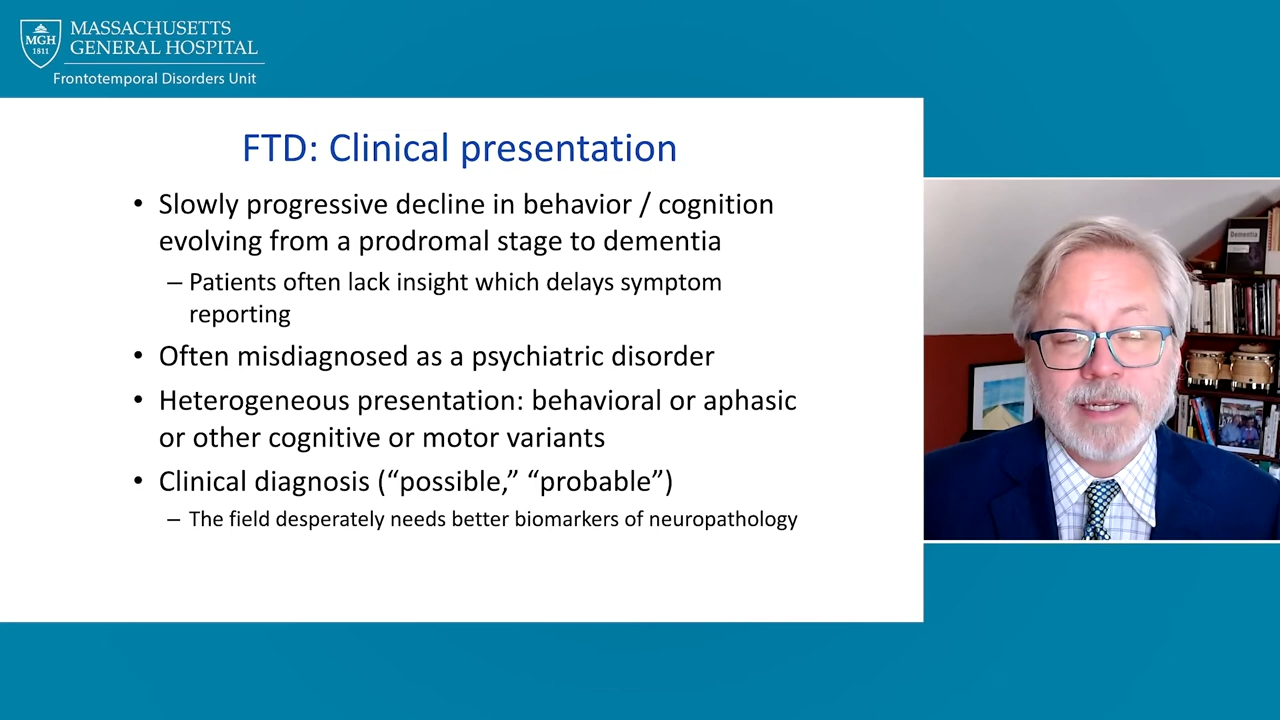 MASSACHUSETTS
GENERAL HOSPITAL
MGH
1811
Frontotemporal Disorders Unit
FTD: Clinical presentation
• Slowly progressive decline in behavior / cognition
evolving from a prodromal stage to dementia
– Patients often lack insight which delays symptom
reporting
• Often misdiagnosed as a psychiatric disorder
• Heterogeneous presentation: behavioral or aphasic
or other cognitive or motor variants
• Clinical diagnosis (“possible,” “probable”)
– The field desperately needs better biomarkers of neuropathology
Dementia